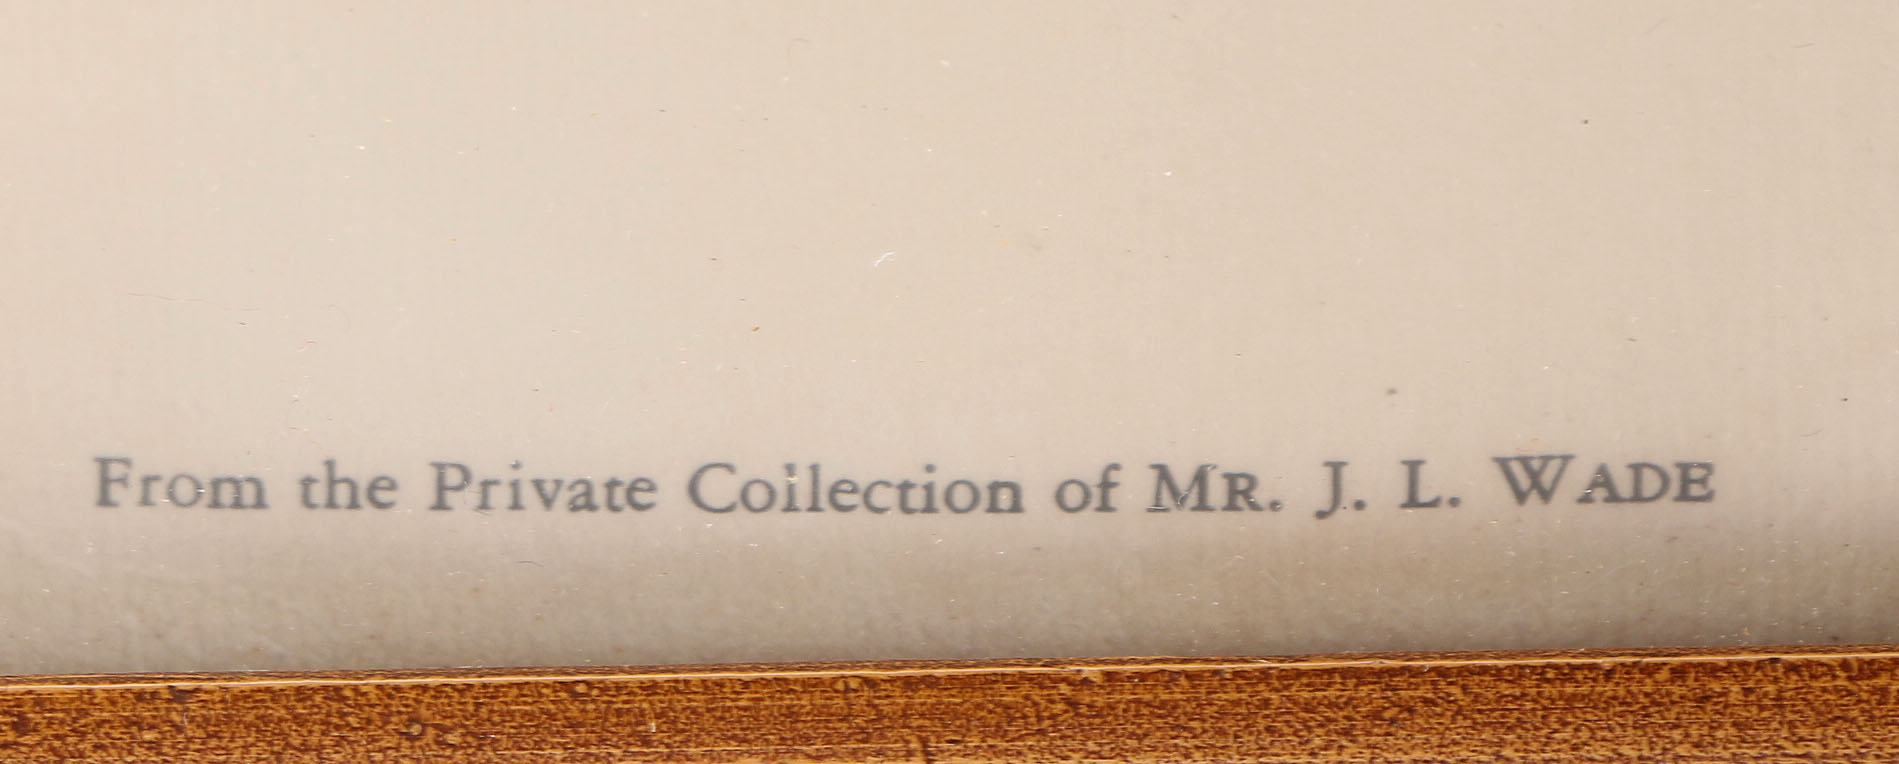 From the Private Collection of MR. J. L. WADE